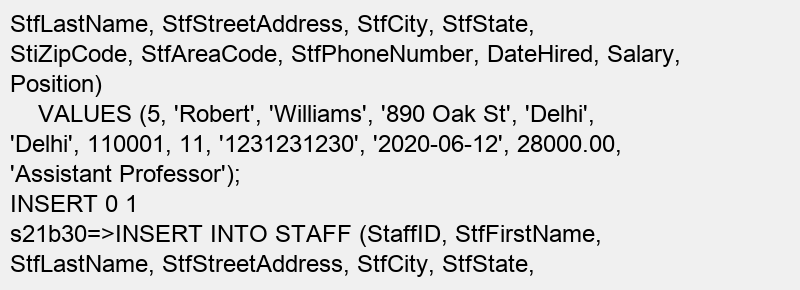 StfLastName, StfStreetAddress, StfCity, StfState,
StiZipCode, StfAreaCode, StfPhoneNumber, DateHired, Salary,
Position)
VALUES (5, 'Robert', 'Williams', '890 Oak St', 'Delhi',
'Delhi', 110001, 11, '1231231230', '2020-06-12', 28000.00,
'Assistant Professor');
INSERT 0 1
s21b30=>INSERT INTO STAFF (StaffID, StfFirstName,
StfLastName, StfStreetAddress, StfCity, StfState,